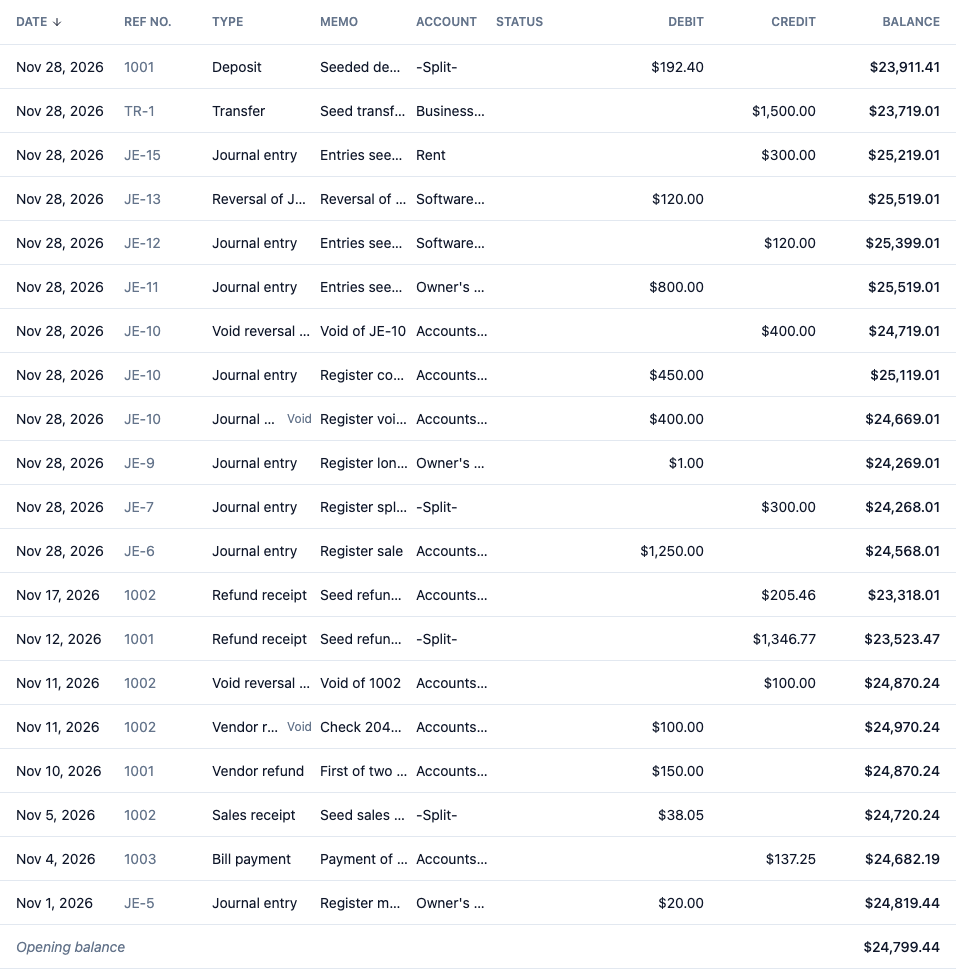 DATE ↓ REF NO. TYPE MEMO ACCOUNT STATUS DEBIT CREDIT BALANCE
Nov 28, 2026 1001 Deposit Seeded de... -Split- $192.40 $23,911.41
Nov 28, 2026 TR-1 Transfer Seed transf... Business... $1,500.00 $23,719.01
Nov 28, 2026 JE-15 Journal entry Entries see... Rent $300.00 $25,219.01
Nov 28, 2026 JE-13 Reversal of J... Reversal of ... Software... $120.00 $25,519.01
Nov 28, 2026 JE-12 Journal entry Entries see... Software... $120.00 $25,399.01
Nov 28, 2026 JE-11 Journal entry Entries see... Owner's ... $800.00 $25,519.01
Nov 28, 2026 JE-10 Void reversal ... Void of JE-10 Accounts... $400.00 $24,719.01
Nov 28, 2026 JE-10 Journal entry Register co... Accounts... $450.00 $25,119.01
Nov 28, 2026 JE-10 Journal ... Void Register voi... Accounts... $400.00 $24,669.01
Nov 28, 2026 JE-9 Journal entry Register lon... Owner's ... $1.00 $24,269.01
Nov 28, 2026 JE-7 Journal entry Register spl... -Split- $300.00 $24,268.01
Nov 28, 2026 JE-6 Journal entry Register sale Accounts... $1,250.00 $24,568.01
Nov 17, 2026 1002 Refund receipt Seed refun... Accounts... $205.46 $23,318.01
Nov 12, 2026 1001 Refund receipt Seed refun... -Split- $1,346.77 $23,523.47
Nov 11, 2026 1002 Void reversal ... Void of 1002 Accounts... $100.00 $24,870.24
Nov 11, 2026 1002 Vendor r... Void Check 204... Accounts... $100.00 $24,970.24
Nov 10, 2026 1001 Vendor refund First of two ... Accounts... $150.00 $24,870.24
Nov 5, 2026 1002 Sales receipt Seed sales ... -Split- $38.05 $24,720.24
Nov 4, 2026 1003 Bill payment Payment of ... Accounts... $137.25 $24,682.19
Nov 1, 2026 JE-5 Journal entry Register m... Owner's ... $20.00 $24,819.44
Opening balance $24,799.44